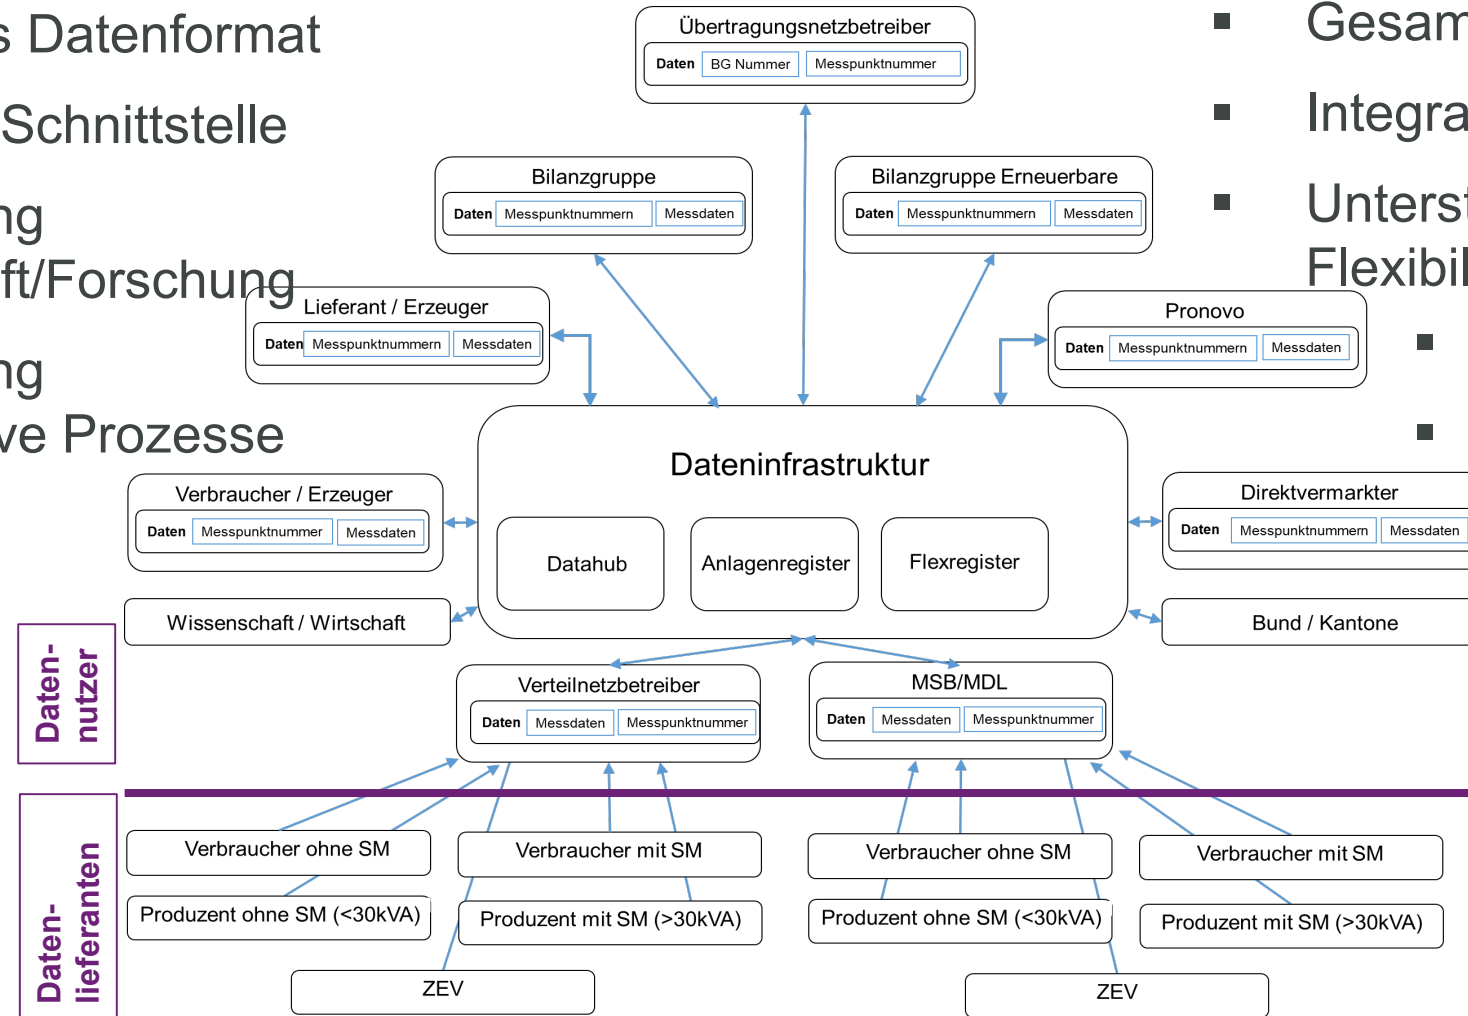 s Datenformat
Schnittstelle
ng
ft/Forschung
ng
ve Prozesse
Gesam
Integra
Unterst
Flexibil
Übertragungsnetzbetreiber
Daten BG Nummer Messpunktnummer
Bilanzgruppe
Daten Messpunktnummern Messdaten
Bilanzgruppe Erneuerbare
Daten Messpunktnummern Messdaten
Lieferant / Erzeuger
Daten Messpunktnummern Messdaten
Pronovo
Daten Messpunktnummern Messdaten
Dateninfrastruktur
Datahub
Anlagenregister
Flexregister
Verbraucher / Erzeuger
Daten Messpunktnummer Messdaten
Direktvermarkter
Daten Messpunktnummern Messdaten
Wissenschaft / Wirtschaft
Bund / Kantone
Daten-
nutzer
Verteilnetzbetreiber
Daten Messdaten Messpunktnummer
MSB/MDL
Daten Messdaten Messpunktnummer
Daten-
lieferanten
Verbraucher ohne SM
Verbraucher mit SM
Verbraucher ohne SM
Verbraucher mit SM
Produzent ohne SM (<30kVA)
Produzent mit SM (>30kVA)
Produzent ohne SM (<30kVA)
Produzent mit SM (>30kVA)
ZEV
ZEV